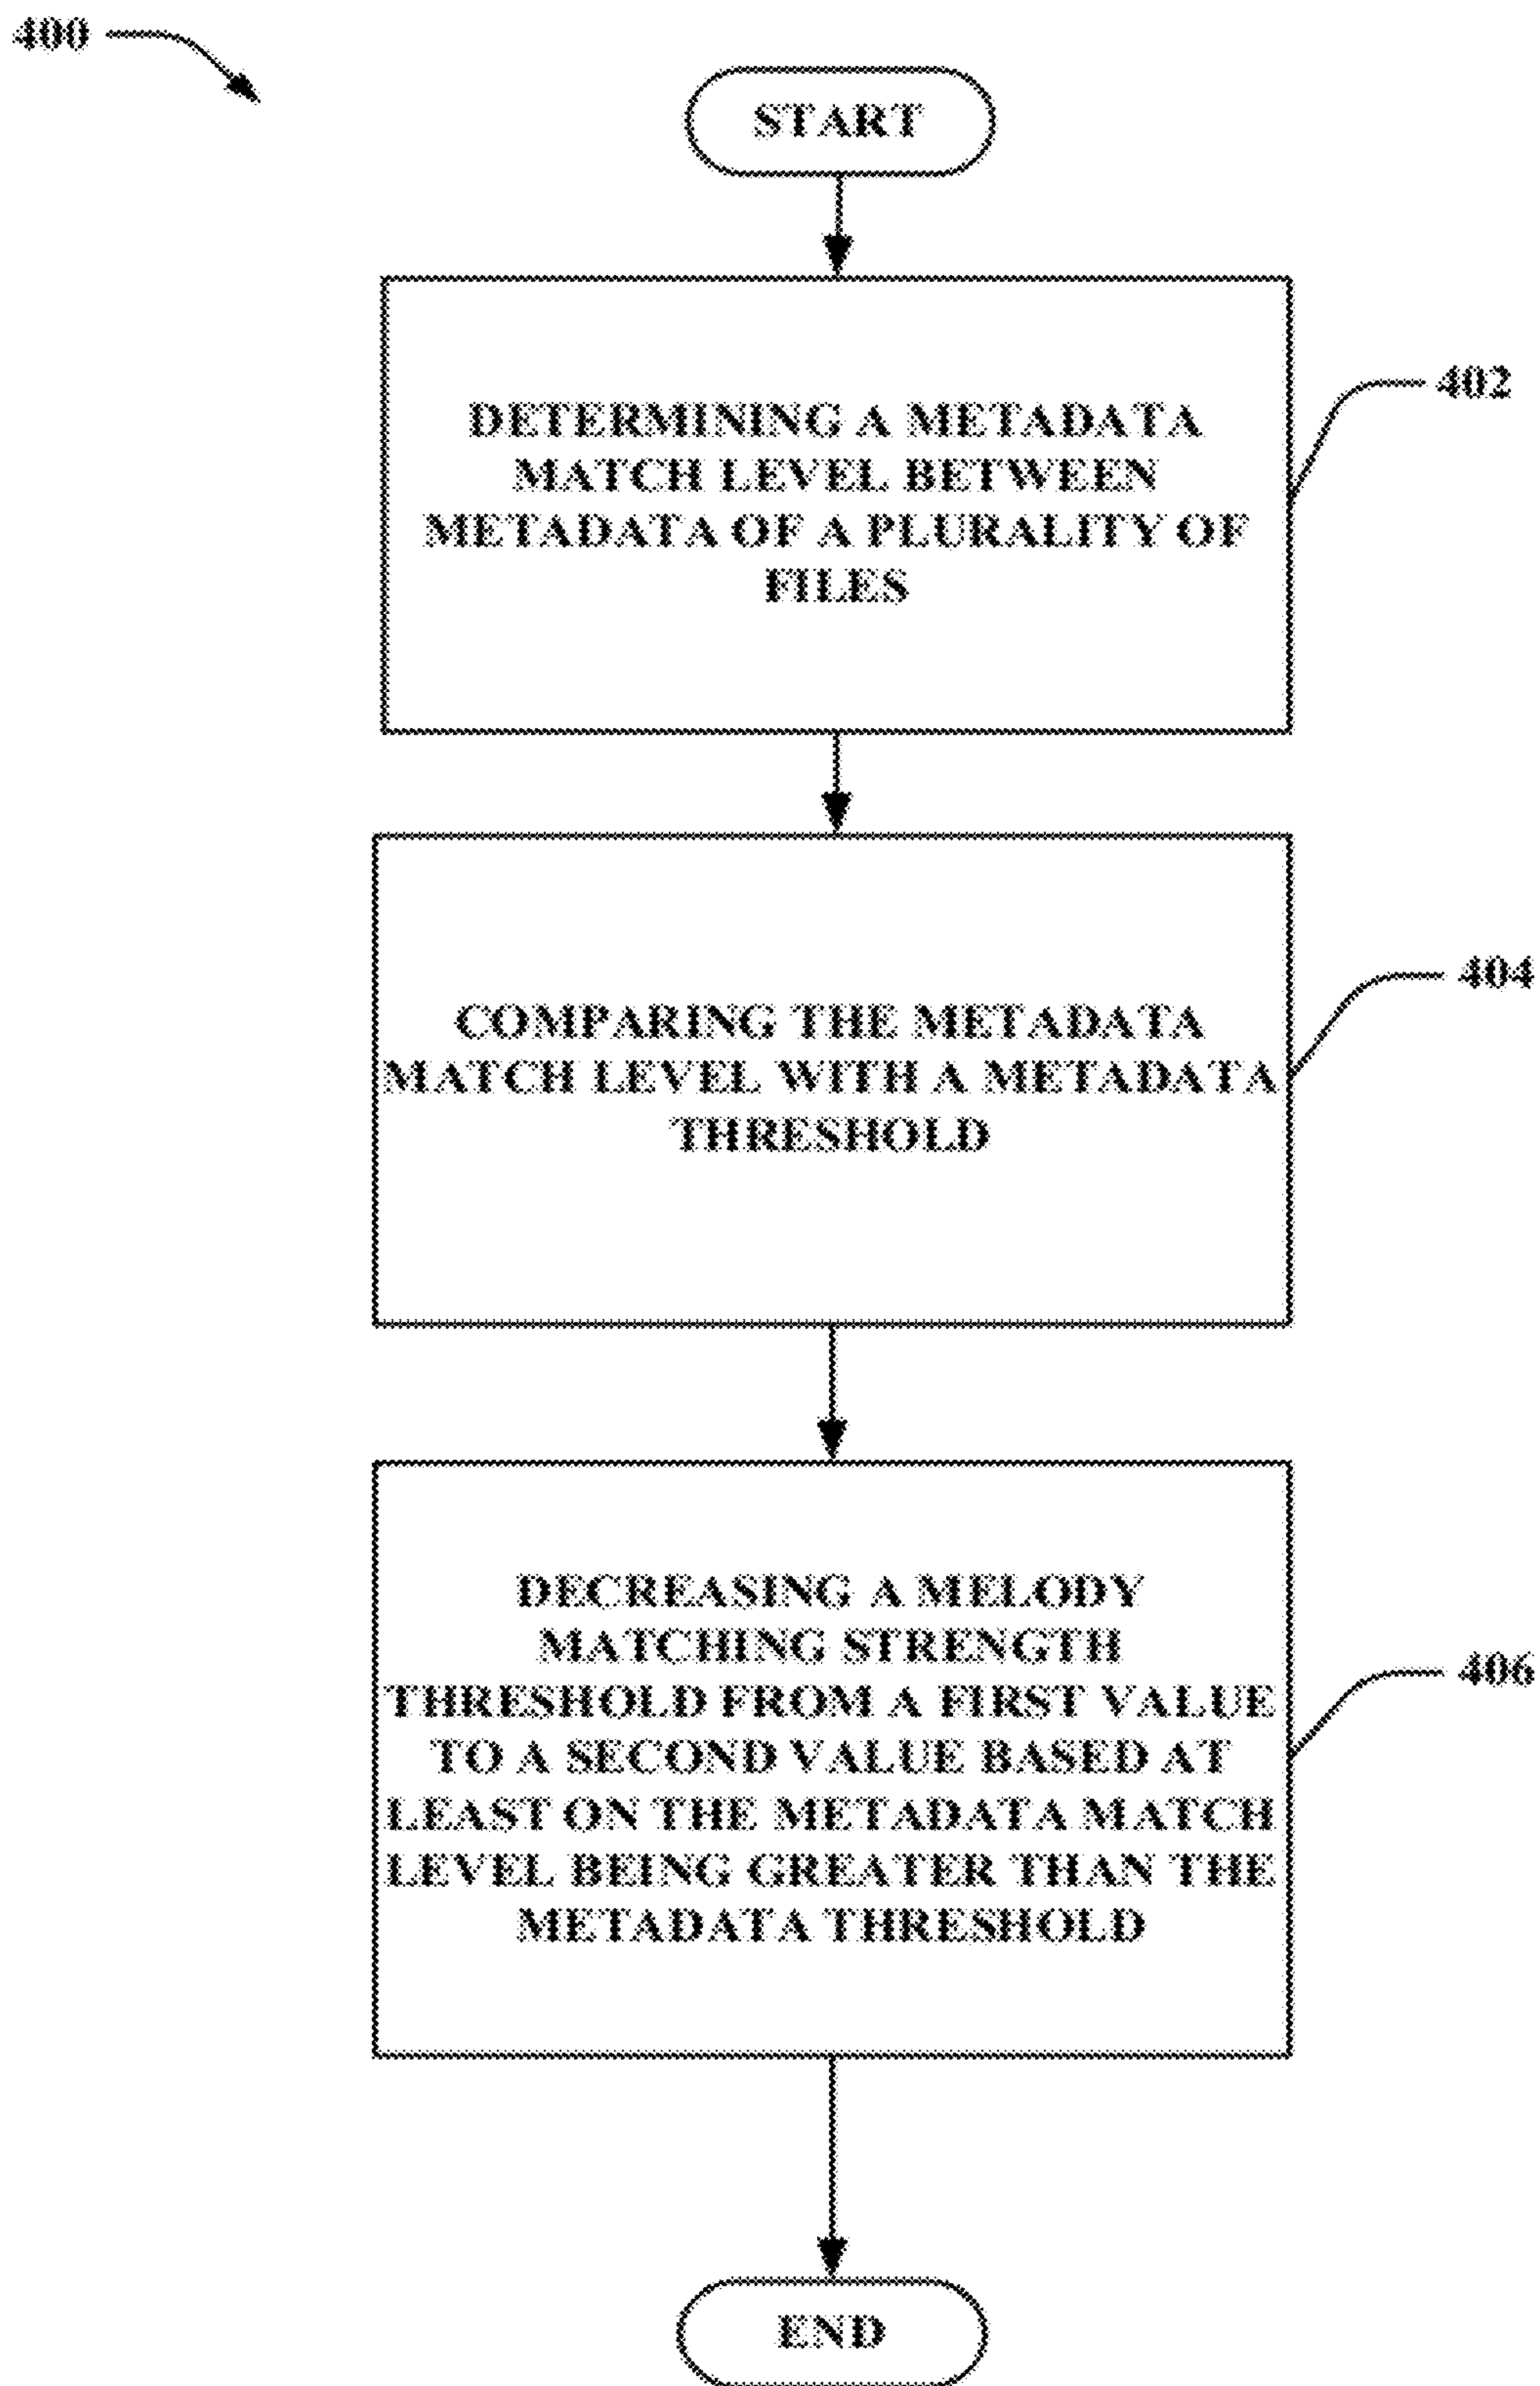 400
START
DETERMINING A METADATA
MATCH LEVEL BETWEEN
METADATA OF A PLURALITY OF
FILES
402
COMPARING THE METADATA
MATCH LEVEL WITH A METADATA
THRESHOLD
404
DECREASING A MELODY
MATCHING STRENGTH
THRESHOLD FROM A FIRST VALUE
TO A SECOND VALUE BASED AT
LEAST ON THE METADATA MATCH
LEVEL BEING GREATER THAN THE
METADATA THRESHOLD
406
END